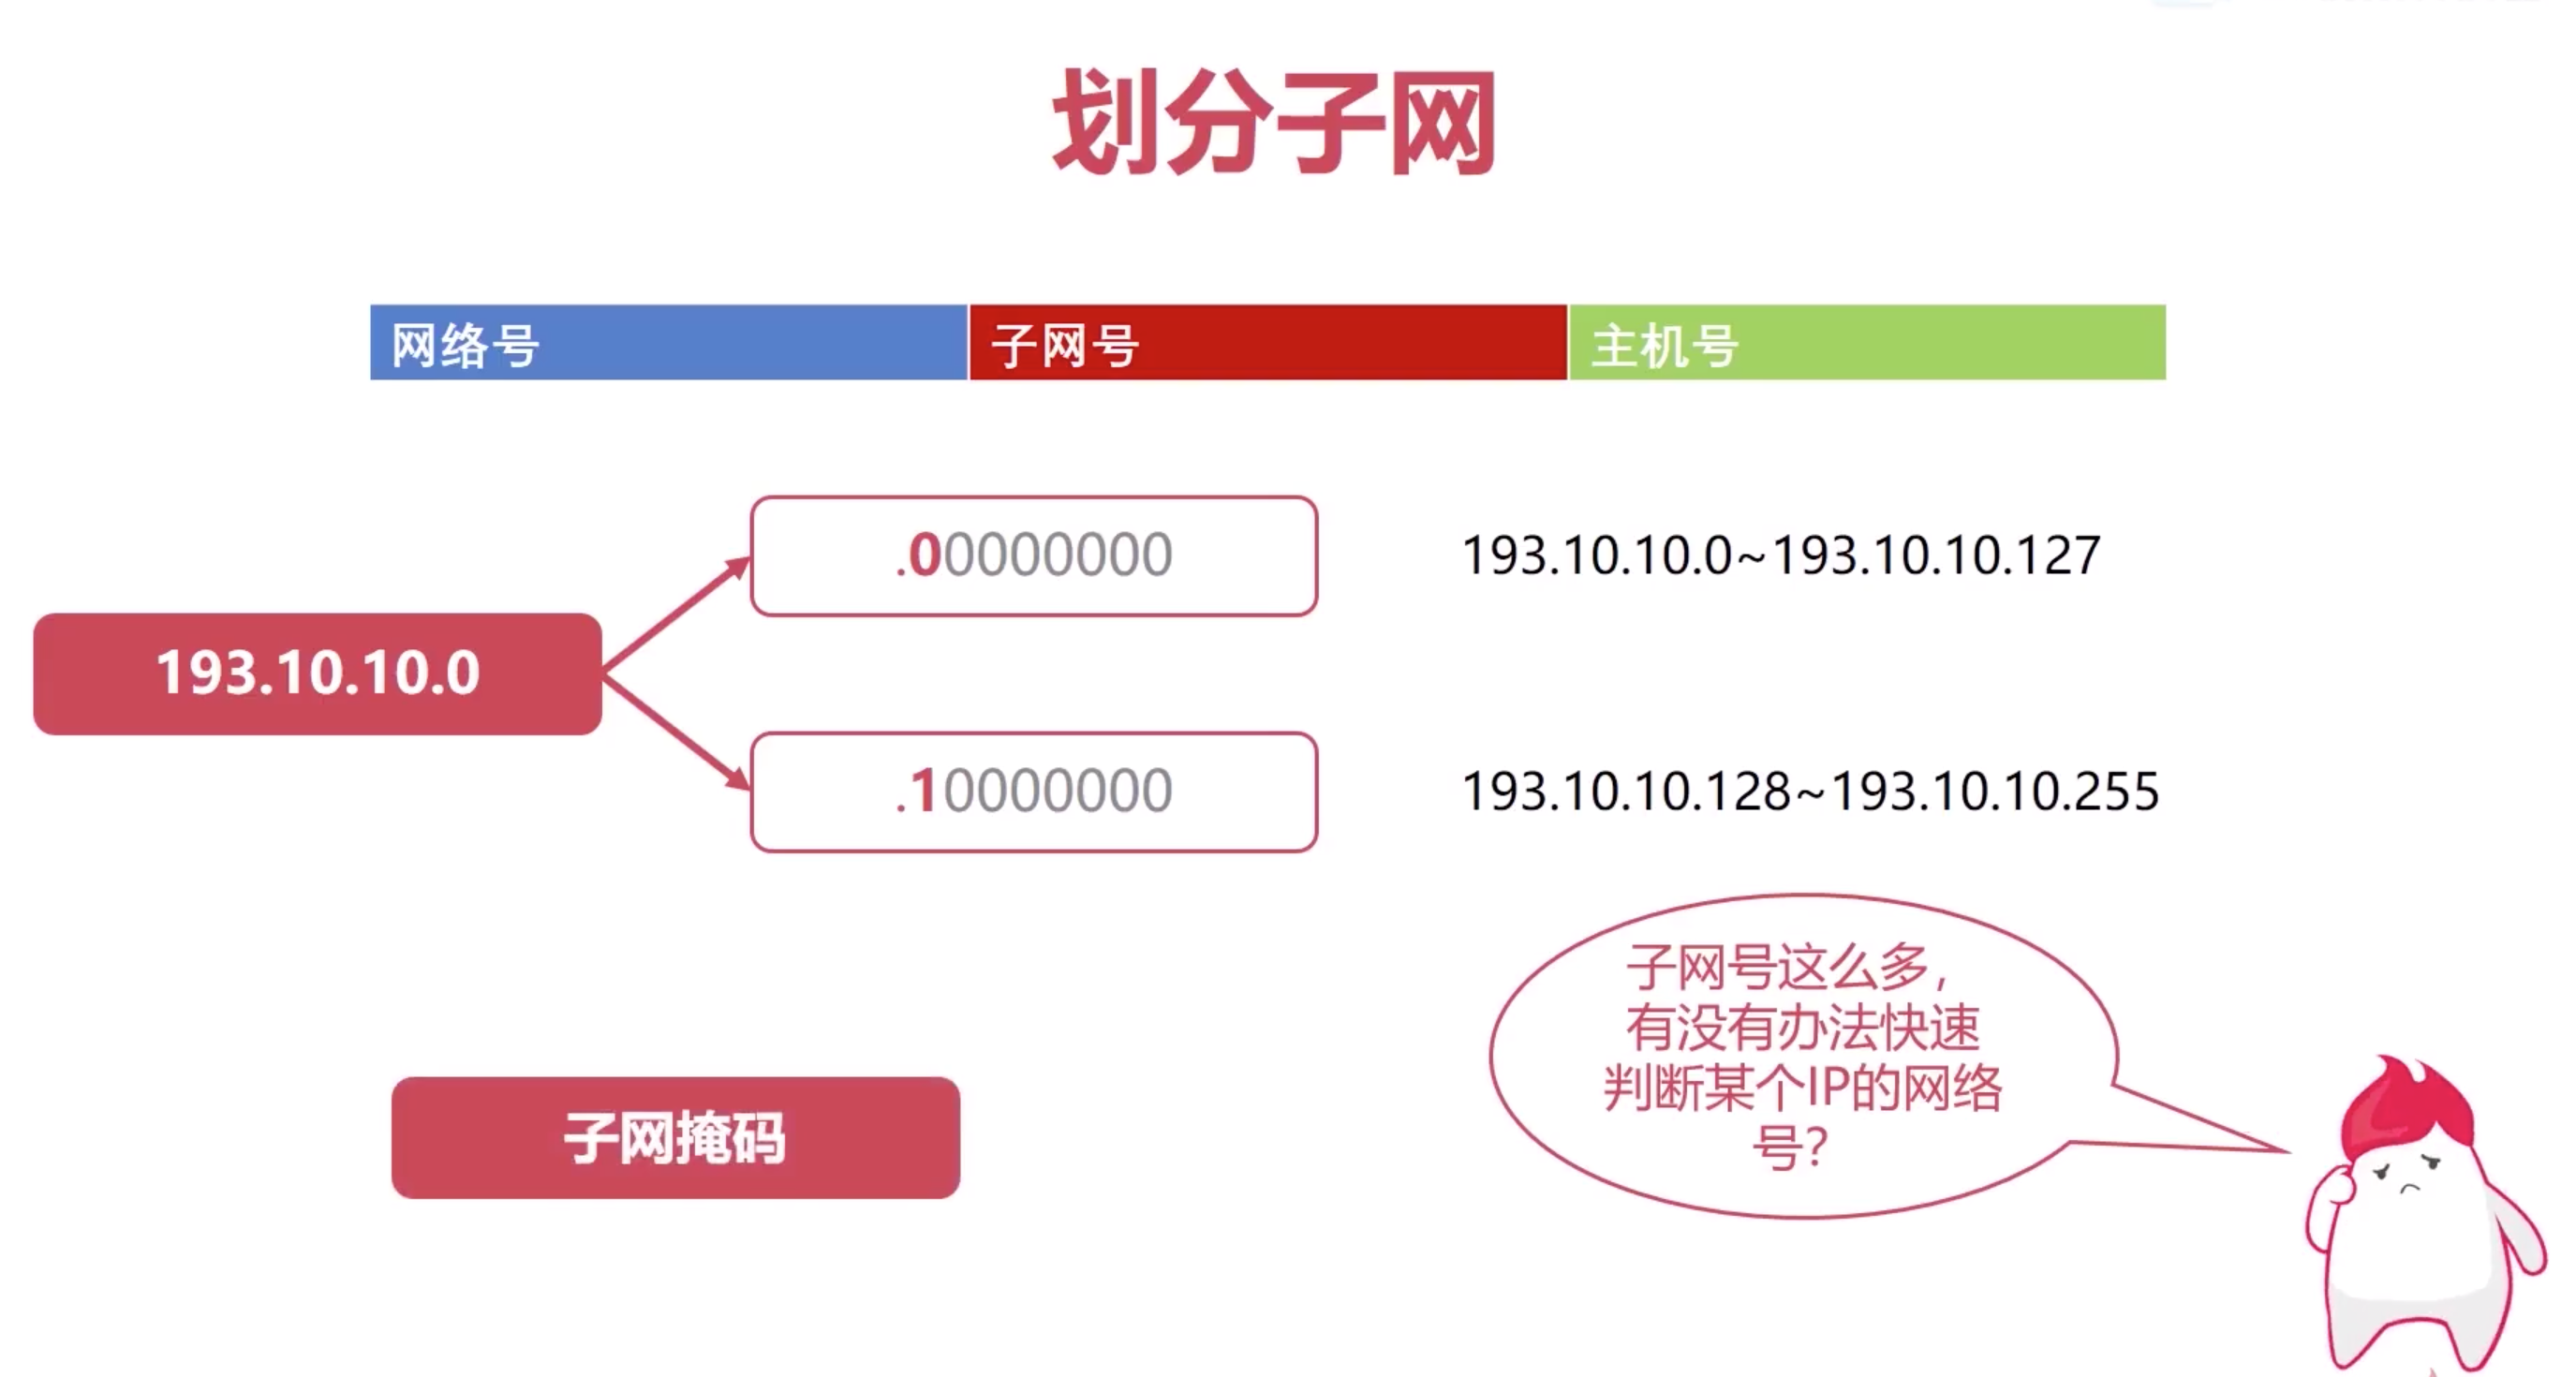 划分子网
网络号
子网号
主机号
.00000000
193.10.10.0~193.10.10.127
193.10.10.0
.10000000
193.10.10.128~193.10.10.255
子网号这么多，
有没有办法快速
判断某个IP的网络
号？
子网掩码